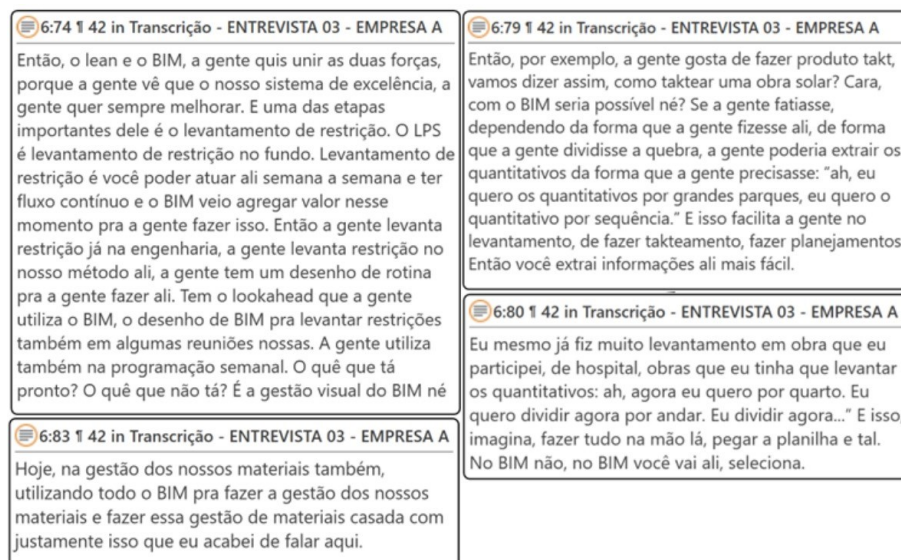 6:74 ¶ 42 in Transcrição - ENTREVISTA 03 - EMPRESA A
Então, o lean e o BIM, a gente quis unir as duas forças,
porque a gente vê que o nosso sistema de excelência, a
gente quer sempre melhorar. E uma das etapas
importantes dele é o levantamento de restrição. O LPS
é levantamento de restrição no fundo. Levantamento de
restrição é você poder atuar ali semana a semana e ter
fluxo contínuo e o BIM veio agregar valor nesse
momento pra a gente fazer isso. Então a gente levanta
restrição já na engenharia, a gente levanta restrição no
nosso método ali, a gente tem um desenho de rotina
pra a gente fazer ali. Tem o lookahead que a gente
utiliza o BIM, o desenho de BIM pra levantar restrições
também em algumas reuniões nossas. A gente utiliza
também na programação semanal. O quê que tá
pronto? O quê que não tá? É a gestão visual do BIM né
6:83 ¶ 42 in Transcrição - ENTREVISTA 03 - EMPRESA A
Hoje, na gestão dos nossos materiais também,
utilizando todo o BIM pra fazer a gestão dos nossos
materiais e fazer essa gestão de materiais casada com
justamente isso que eu acabei de falar aqui.
6:79 ¶ 42 in Transcrição - ENTREVISTA 03 - EMPRESA A
Então, por exemplo, a gente gosta de fazer produto takt,
vamos dizer assim, como taktear uma obra solar? Cara,
com o BIM seria possível né? Se a gente fatiasse,
dependendo da forma que a gente fizesse ali, de forma
que a gente dividisse a quebra, a gente poderia extrair os
quantitativos da forma que a gente precisasse: "ah, eu
quero os quantitativos por grandes parques, eu quero o
quantitativo por sequência." E isso facilita a gente no
levantamento, de fazer takteamento, fazer planejamentos
Então você extrai informações ali mais fácil.
6:80 ¶ 42 in Transcrição - ENTREVISTA 03 - EMPRESA A
Eu mesmo já fiz muito levantamento em obra que eu
participei, de hospital, obras que eu tinha que levantar
os quantitativos: ah, agora eu quero por quarto. Eu
quero dividir agora por andar. Eu dividir agora..." E isso,
imagina, fazer tudo na mão lá, pegar a planilha e tal.
No BIM não, no BIM você vai ali, seleciona.